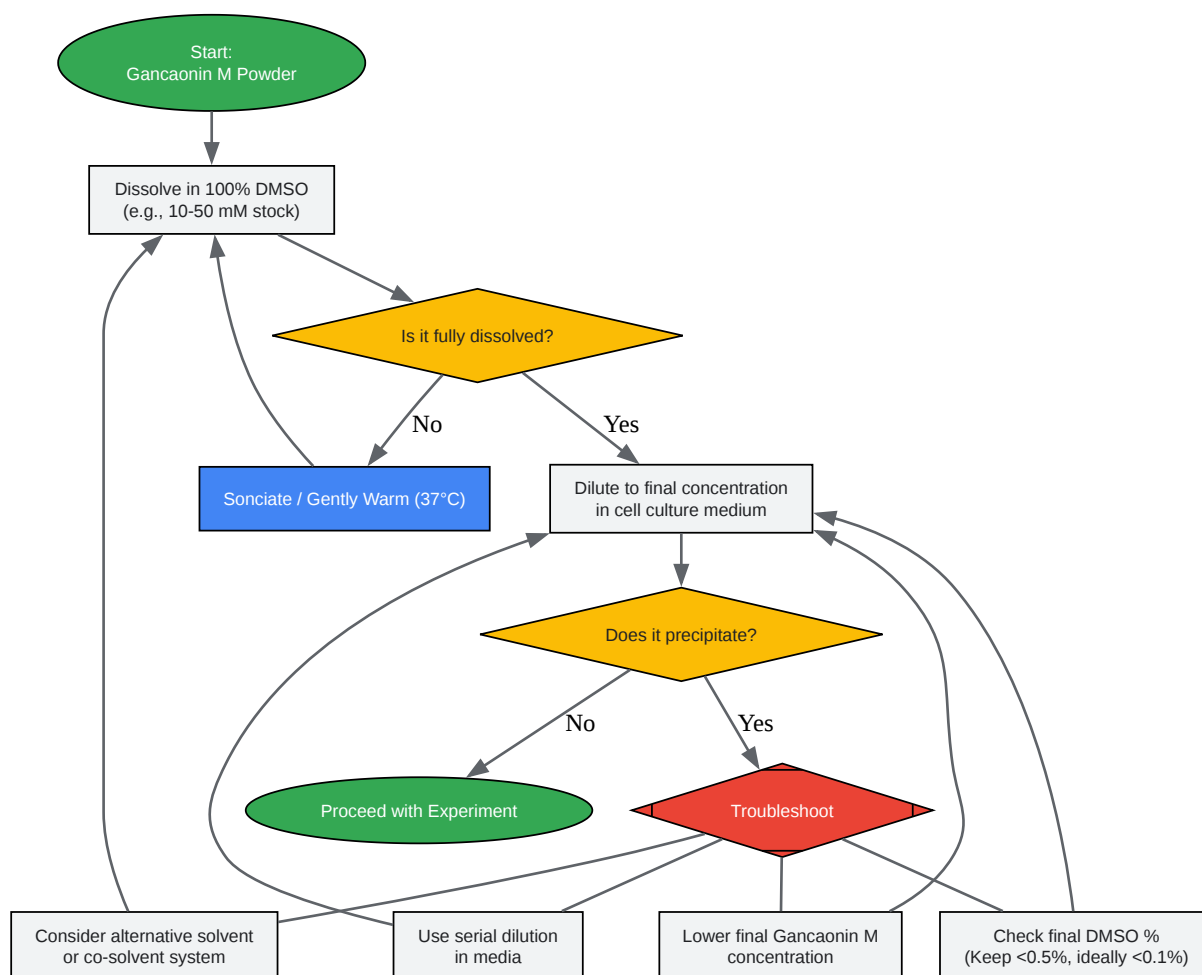 Start:
Gancaonin M Powder
Dissolve in 100% DMSO
(e.g., 10-50 mM stock)
Is it fully dissolved?
No
Yes
Sonciate / Gently Warm (37°C)
Dilute to final concentration
in cell culture medium
Does it precipitate?
No
Yes
Proceed with Experiment
Troubleshoot
Consider alternative solvent
or co-solvent system
Use serial dilution
in media
Lower final Gancaonin M
concentration
Check final DMSO %
(Keep <0.5%, ideally <0.1%)